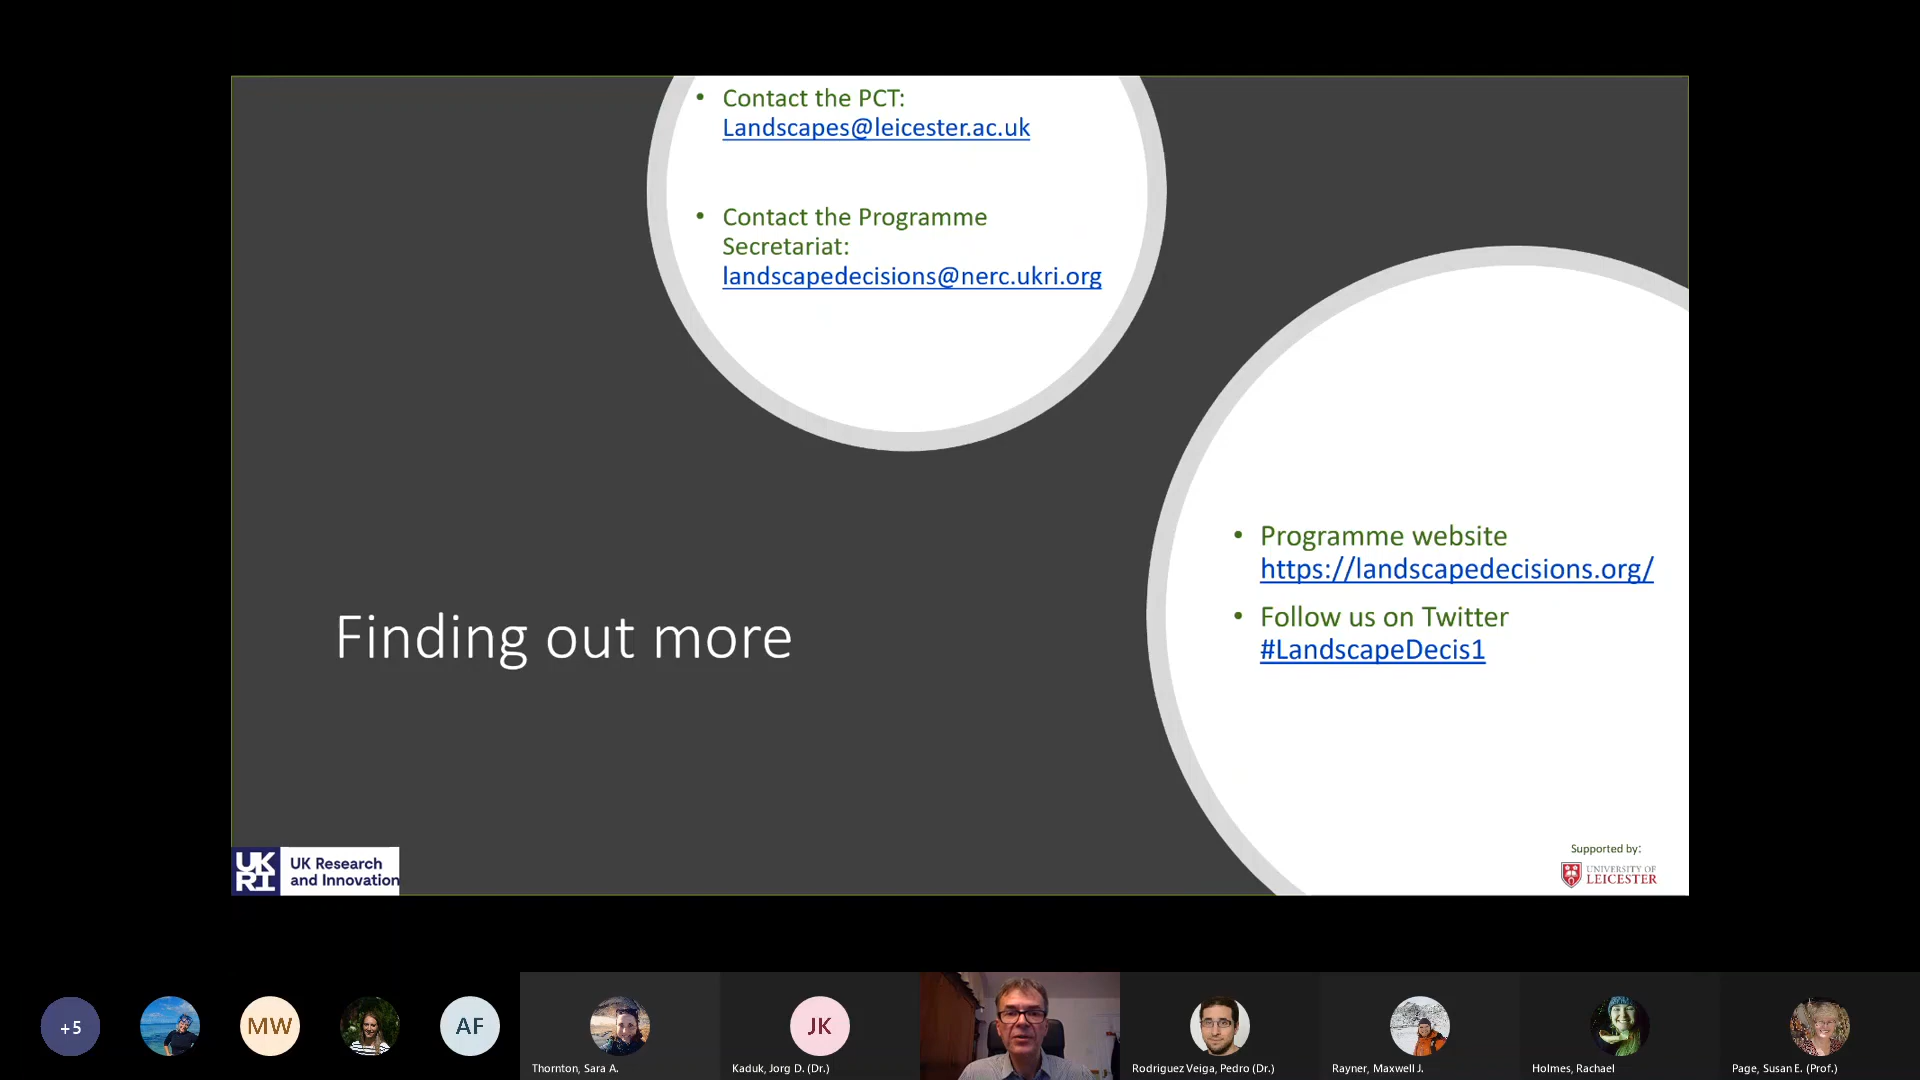 • Contact the PCT:
Landscapes@leicester.ac.uk
• Contact the Programme
Secretariat:
landscapedecisions@nerc.ukri.org
• Programme website
https://landscapedecisions.org/
• Follow us on Twitter
#LandscapeDecis1
Finding out more
UK
RI
UK Research
and Innovation
Supported by:
UNIVERSITY OF
LEICESTER
+5
MW
AF
JK
Thornton, Sara A.
Kaduk, Jorg D. (Dr.)
Rodriguez Veiga, Pedro (Dr.)
Rayner, Maxwell J.
Holmes, Rachael
Page, Susan E. (Prof.)